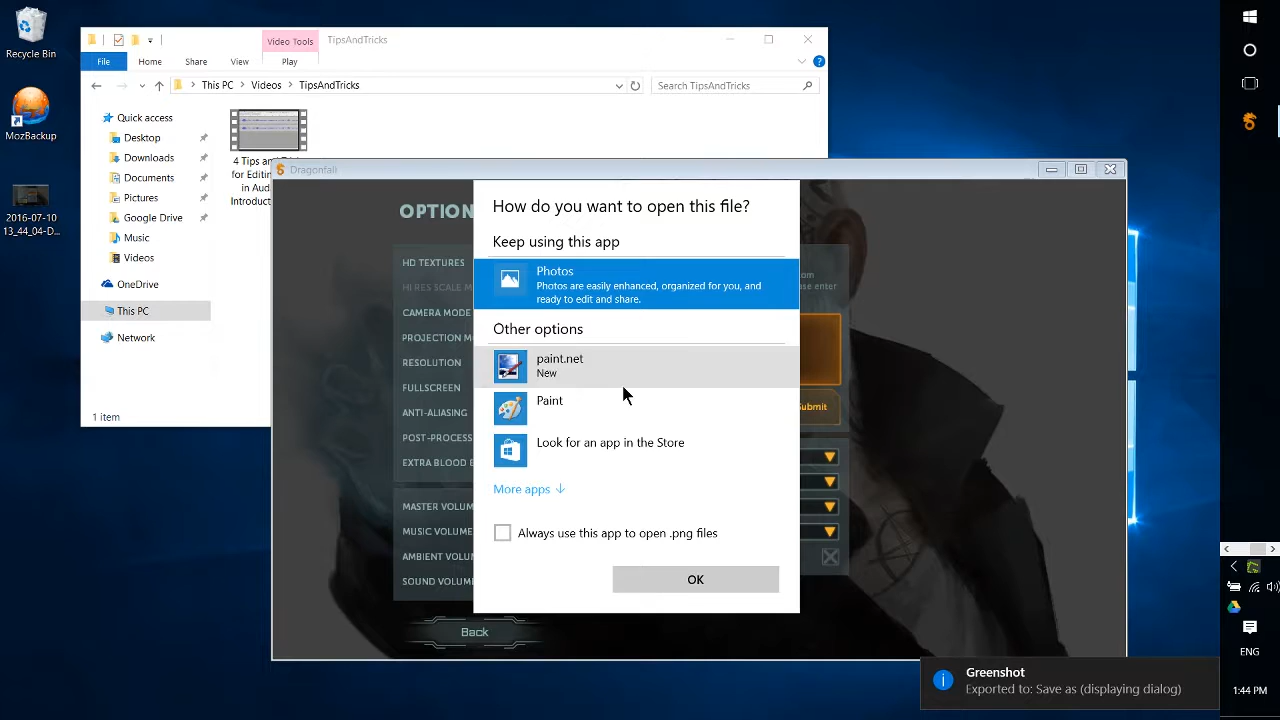 Recycle Bin
MozBackup
2016-07-10
13_44_04-D...
Video Tools
TipsAndTricks
File
Home
Share
View
Play
This PC
Videos
TipsAndTricks
Search TipsAndTricks
Quick access
Desktop
Downloads
Documents
Pictures
Google Drive
Music
Videos
OneDrive
This PC
Network
1 item
for Editin
in Aud
Introduct
Dragonfall
OPTION
HD TEXTURES
HI RES SCALE M
CAMERA MODE
PROJECTION M
RESOLUTION
FULLSCREEN
ANTI-ALIASING
POST-PROCESS
EXTRA BLOOD E
MASTER VOLUM
MUSIC VOLUME
AMBIENT VOLUM
SOUND VOLUME
Back
com
se enter
Submit
How do you want to open this file?
Keep using this app
Photos
Photos are easily enhanced, organized for you, and
ready to edit and share.
Other options
paint.net
New
Paint
Look for an app in the Store
More apps
Always use this app to open .png files
OK
Greenshot
Exported to: Save as (displaying dialog)
ENG
1:44 PM